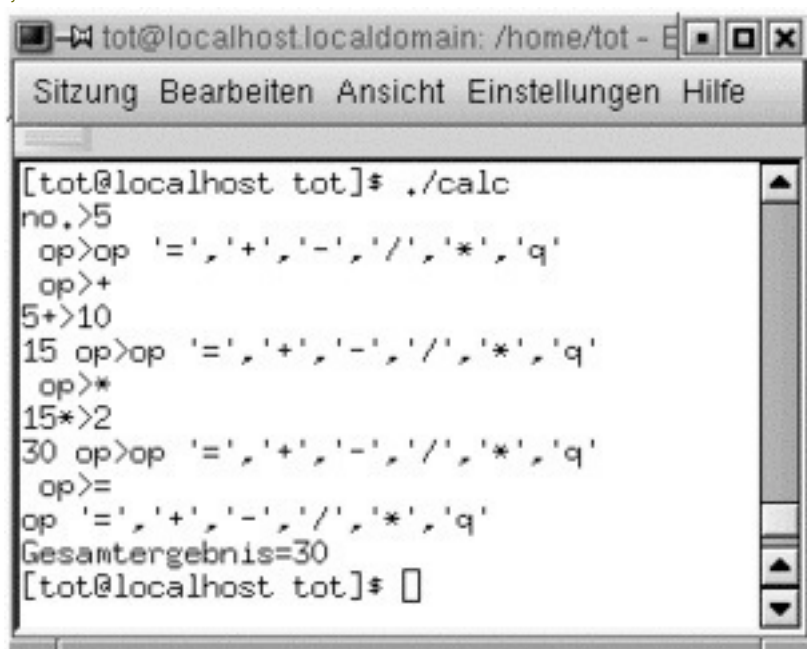 tot@localhost.localdomain: /home/tot -
Sitzung Bearbeiten Ansicht Einstellungen Hilfe
[tot@localhost tot]$ ./calc
no.>5
op>op '=','+','-','/','*','q'
op>+
5+>10
15 op>op '=','+','-','/','*','q'
op>*
15*>2
30 op>op '=','+','-','/','*','q'
op>=
op '=','+','-','/','*','q'
Gesamtergebnis=30
[tot@localhost tot]$